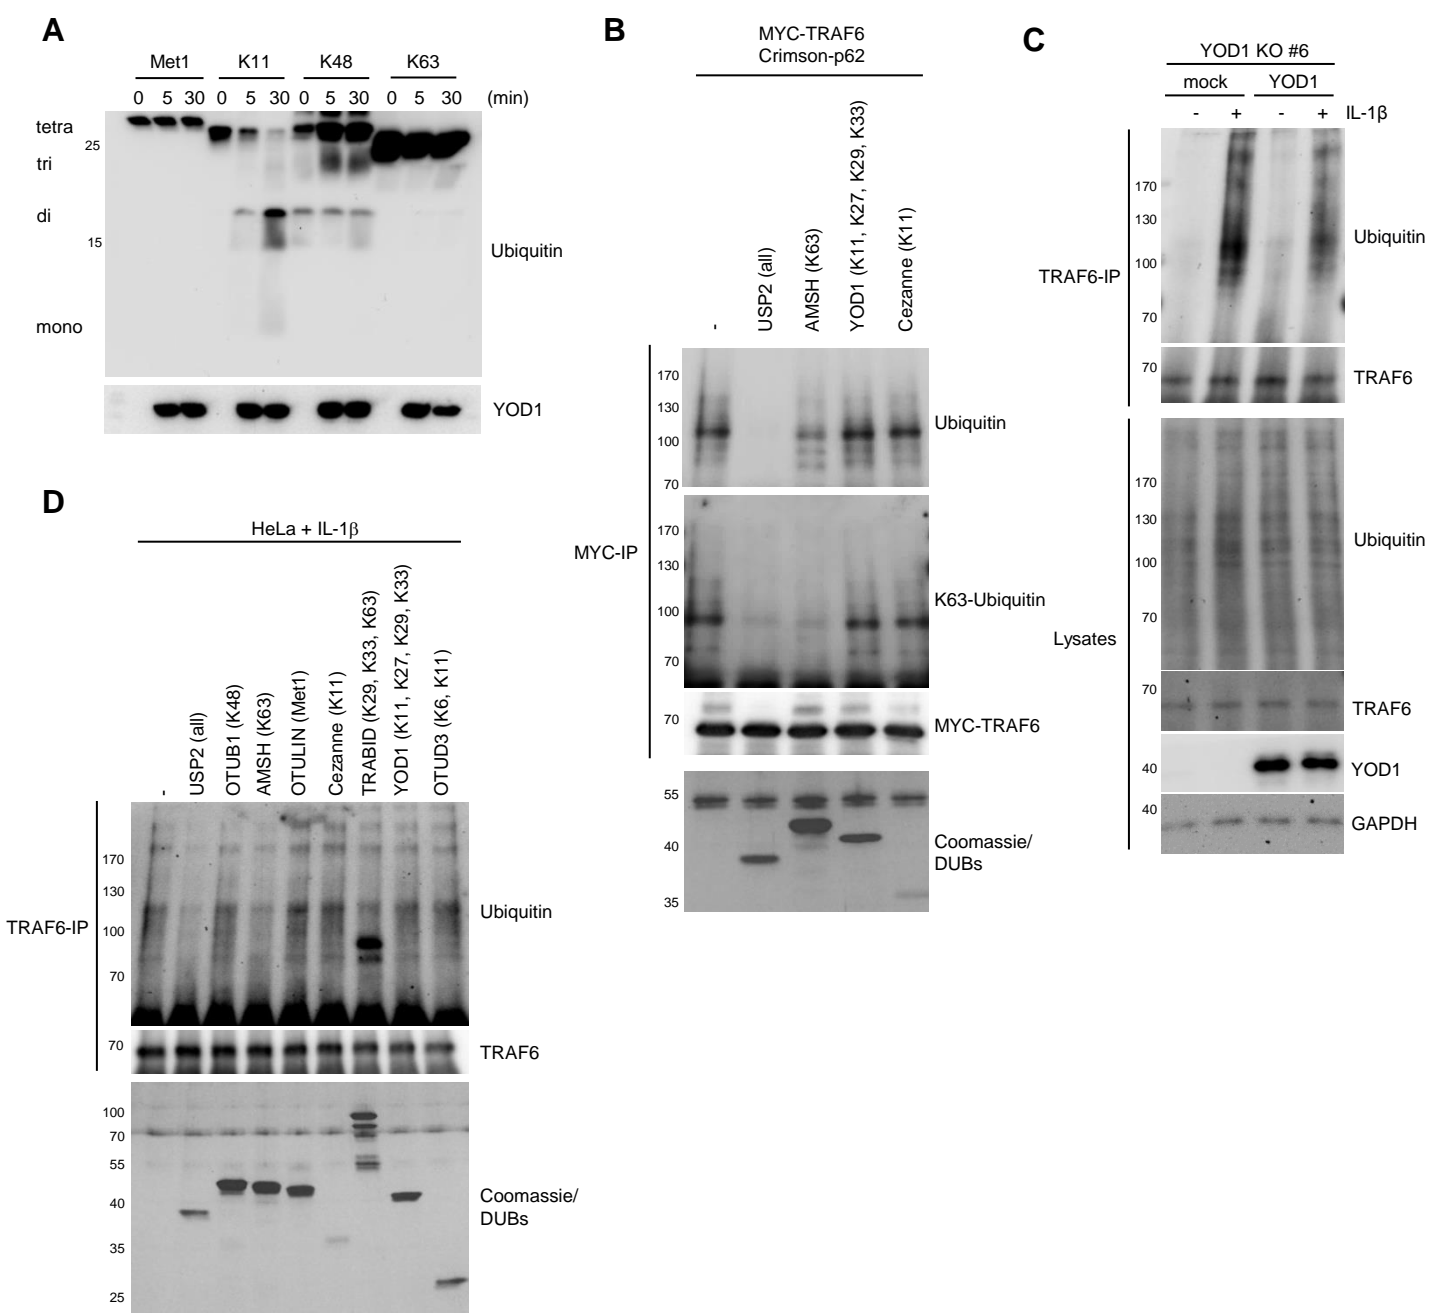 A
Met1 K11 K48 K63
0 5 30 0 5 30 0 5 30 0 5 30 (min)
tetra
25
tri
di
15
Ubiquitin
mono
YOD1
B
MYC-TRAF6
Crimson-p62
-
USP2 (all)
AMSH (K63)
YOD1 (K11, K27, K29, K33)
Cezanne (K11)
MYC-IP
170
130
100
70
Ubiquitin
170
130
100
70
K63-Ubiquitin
70
MYC-TRAF6
55
40
35
Coomassie/
DUBs
C
YOD1 KO #6
mock YOD1
- + - + IL-1β
TRAF6-IP
170
130
100
70
Ubiquitin
70
TRAF6
Lysates
170
130
100
70
Ubiquitin
70
TRAF6
40
YOD1
40
GAPDH
D
HeLa + IL-1β
-
USP2 (all)
OTUB1 (K48)
AMSH (K63)
OTULIN (Met1)
Cezanne (K11)
TRABID (K29, K33, K63)
YOD1 (K11, K27, K29, K33)
OTUD3 (K6, K11)
TRAF6-IP
170
130
100
70
Ubiquitin
70
TRAF6
100
70
55
40
35
25
Coomassie/
DUBs